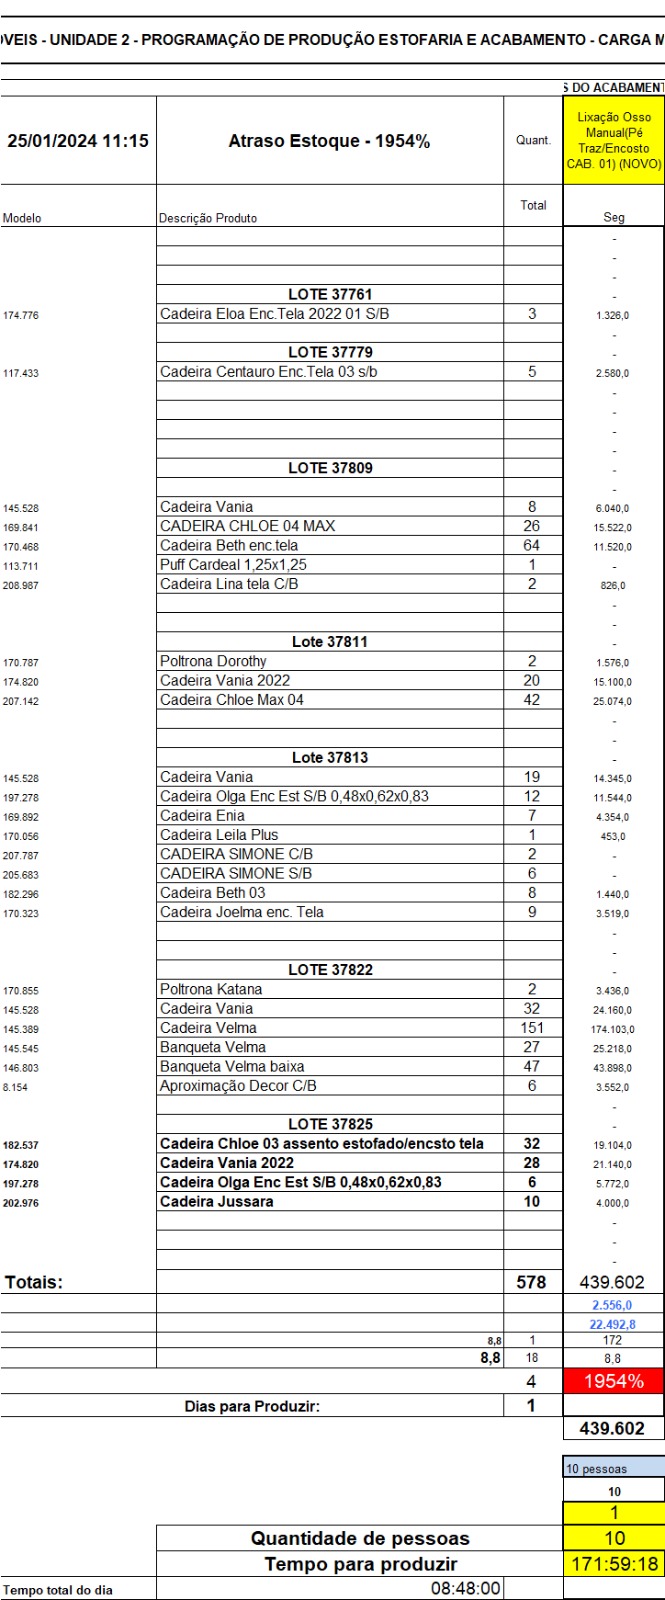 OVEIS - UNIDADE 2 - PROGRAMAÇÃO DE PRODUÇÃO ESTOFARIA E ACABAMENTO - CARGA M
S DO ACABAMENT
25/01/2024 11:15 Atraso Estoque - 1954% Quant. Lixação Osso Manual(Pé Traz/Encosto CAB. 01) (NOVO)
Modelo Descrição Produto Total Seg
-
-
-
LOTE 37761 -
174.776 Cadeira Eloa Enc.Tela 2022 01 S/B 3 1.326,0
-
LOTE 37779 -
117.433 Cadeira Centauro Enc.Tela 03 s/b 5 2.580,0
-
-
-
-
LOTE 37809 -
-
145.528 Cadeira Vania 8 6.040,0
169.841 CADEIRA CHLOE 04 MAX 26 15.522,0
170.468 Cadeira Beth enc.tela 64 11.520,0
113.711 Puff Cardeal 1,25x1,25 1 -
208.987 Cadeira Lina tela C/B 2 826,0
-
-
Lote 37811 -
170.787 Poltrona Dorothy 2 1.576,0
174.820 Cadeira Vania 2022 20 15.100,0
207.142 Cadeira Chloe Max 04 42 25.074,0
-
-
Lote 37813 -
145.528 Cadeira Vania 19 14.345,0
197.278 Cadeira Olga Enc Est S/B 0,48x0,62x0,83 12 11.544,0
169.892 Cadeira Enia 7 4.354,0
170.056 Cadeira Leila Plus 1 453,0
207.787 CADEIRA SIMONE C/B 2 -
205.683 CADEIRA SIMONE S/B 6 -
182.296 Cadeira Beth 03 8 1.440,0
170.323 Cadeira Joelma enc. Tela 9 3.519,0
-
-
LOTE 37822 -
170.855 Poltrona Katana 2 3.436,0
145.528 Cadeira Vania 32 24.160,0
145.389 Cadeira Velma 151 174.103,0
145.545 Banqueta Velma 27 25.218,0
146.803 Banqueta Velma baixa 47 43.898,0
8.154 Aproximação Decor C/B 6 3.552,0
-
LOTE 37825 -
182.537 Cadeira Chloe 03 assento estofado/encsto tela 32 19.104,0
174.820 Cadeira Vania 2022 28 21.140,0
197.278 Cadeira Olga Enc Est S/B 0,48x0,62x0,83 6 5.772,0
202.976 Cadeira Jussara 10 4.000,0
-
-
-
Totais: 578 439.602
2.556,0
22.492,8
8,8 1 172
8,8 18 8,8
4 1954%
Dias para Produzir: 1
439.602
10 pessoas
10
1
Quantidade de pessoas 10
Tempo para produzir 171:59:18
Tempo total do dia 08:48:00